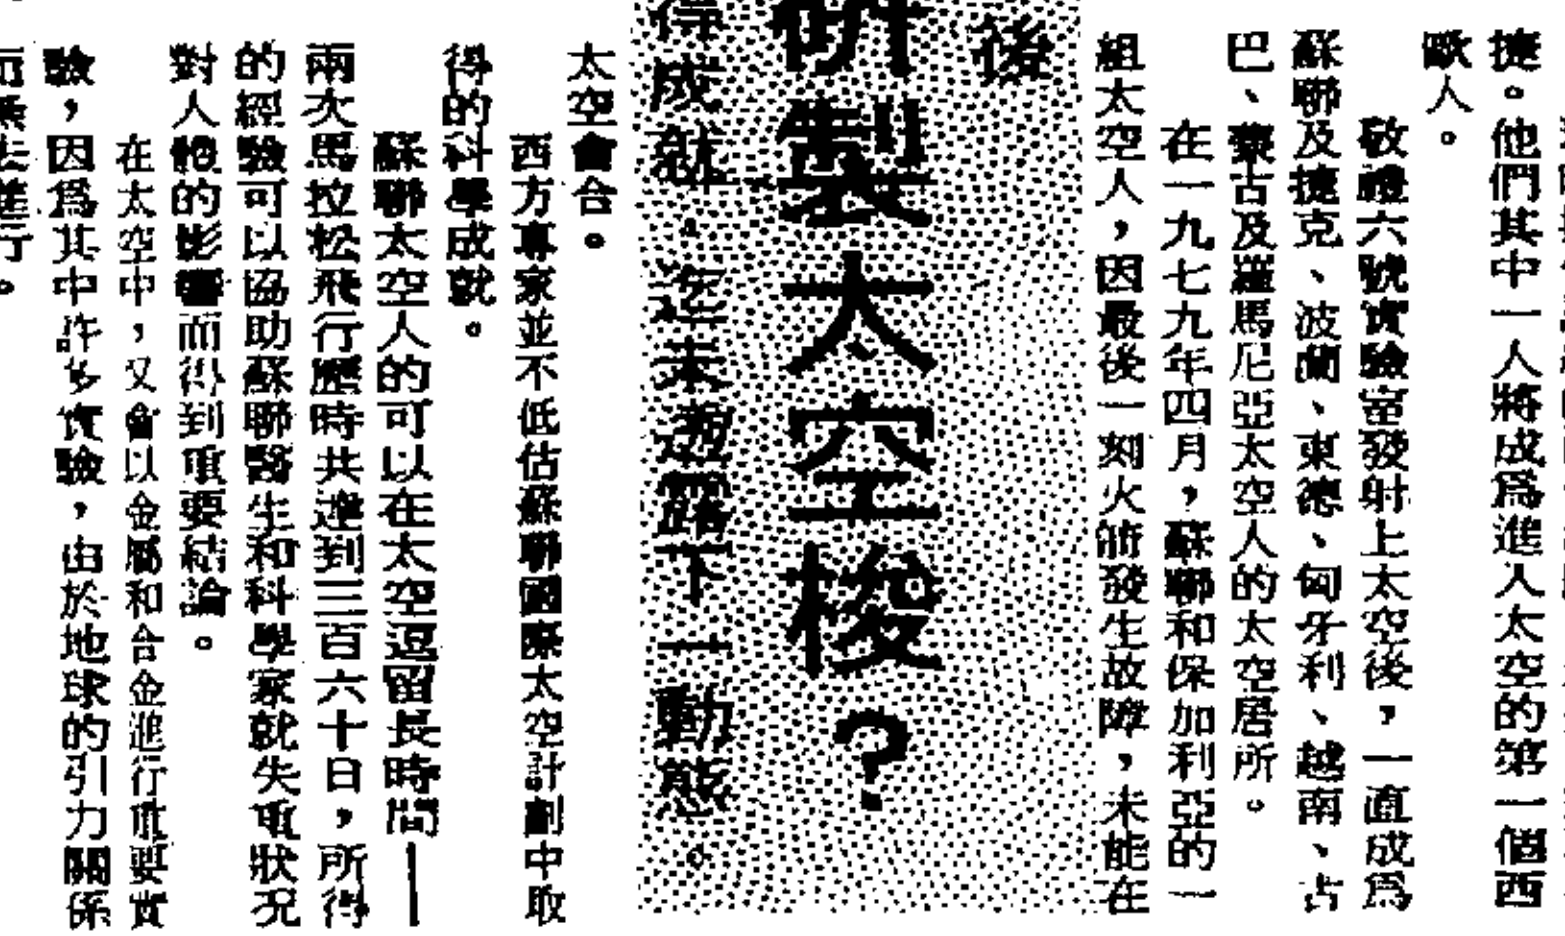 捷。他們其中一人將成爲進入太空的第一個西
歐人。
敬禮六號實驗室發射上太空後，一直成爲
蘇聯及捷克、波蘭、東德、匈牙利、越南、古
巴、蒙古及羅馬尼亞太空人的太空居所。
在一九七九年四月，蘇聯和保加利亞的一
組太空人，因最後一刻火箭發生故障，未能在
後
研製太空梭？
得成就，迄未透露下一動態。
太空會合。
西方專家並不低估蘇聯國際太空計劃中取
得的科學成就。
蘇聯太空人的可以在太空逗留長時間—
兩次馬拉松飛行歷時共達到三百六十日，所得
的經驗可以協助蘇聯醫生和科學家就失重狀況
對人體的影響而得到重要結論。
在太空中，又會以金屬和合金進行重要實
驗，因爲其中許多實驗，由於地球的引力關係
而無法進行。